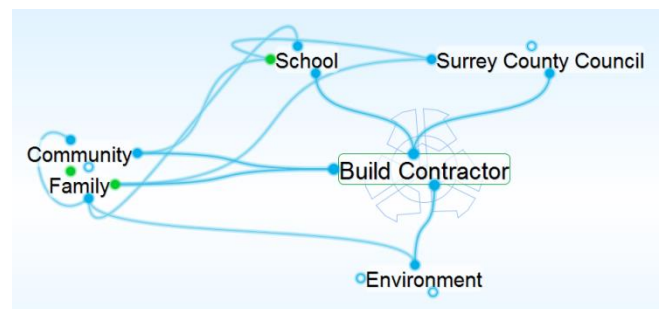 School
Surrey County Council
Community
Build Contractor
Family
Environment